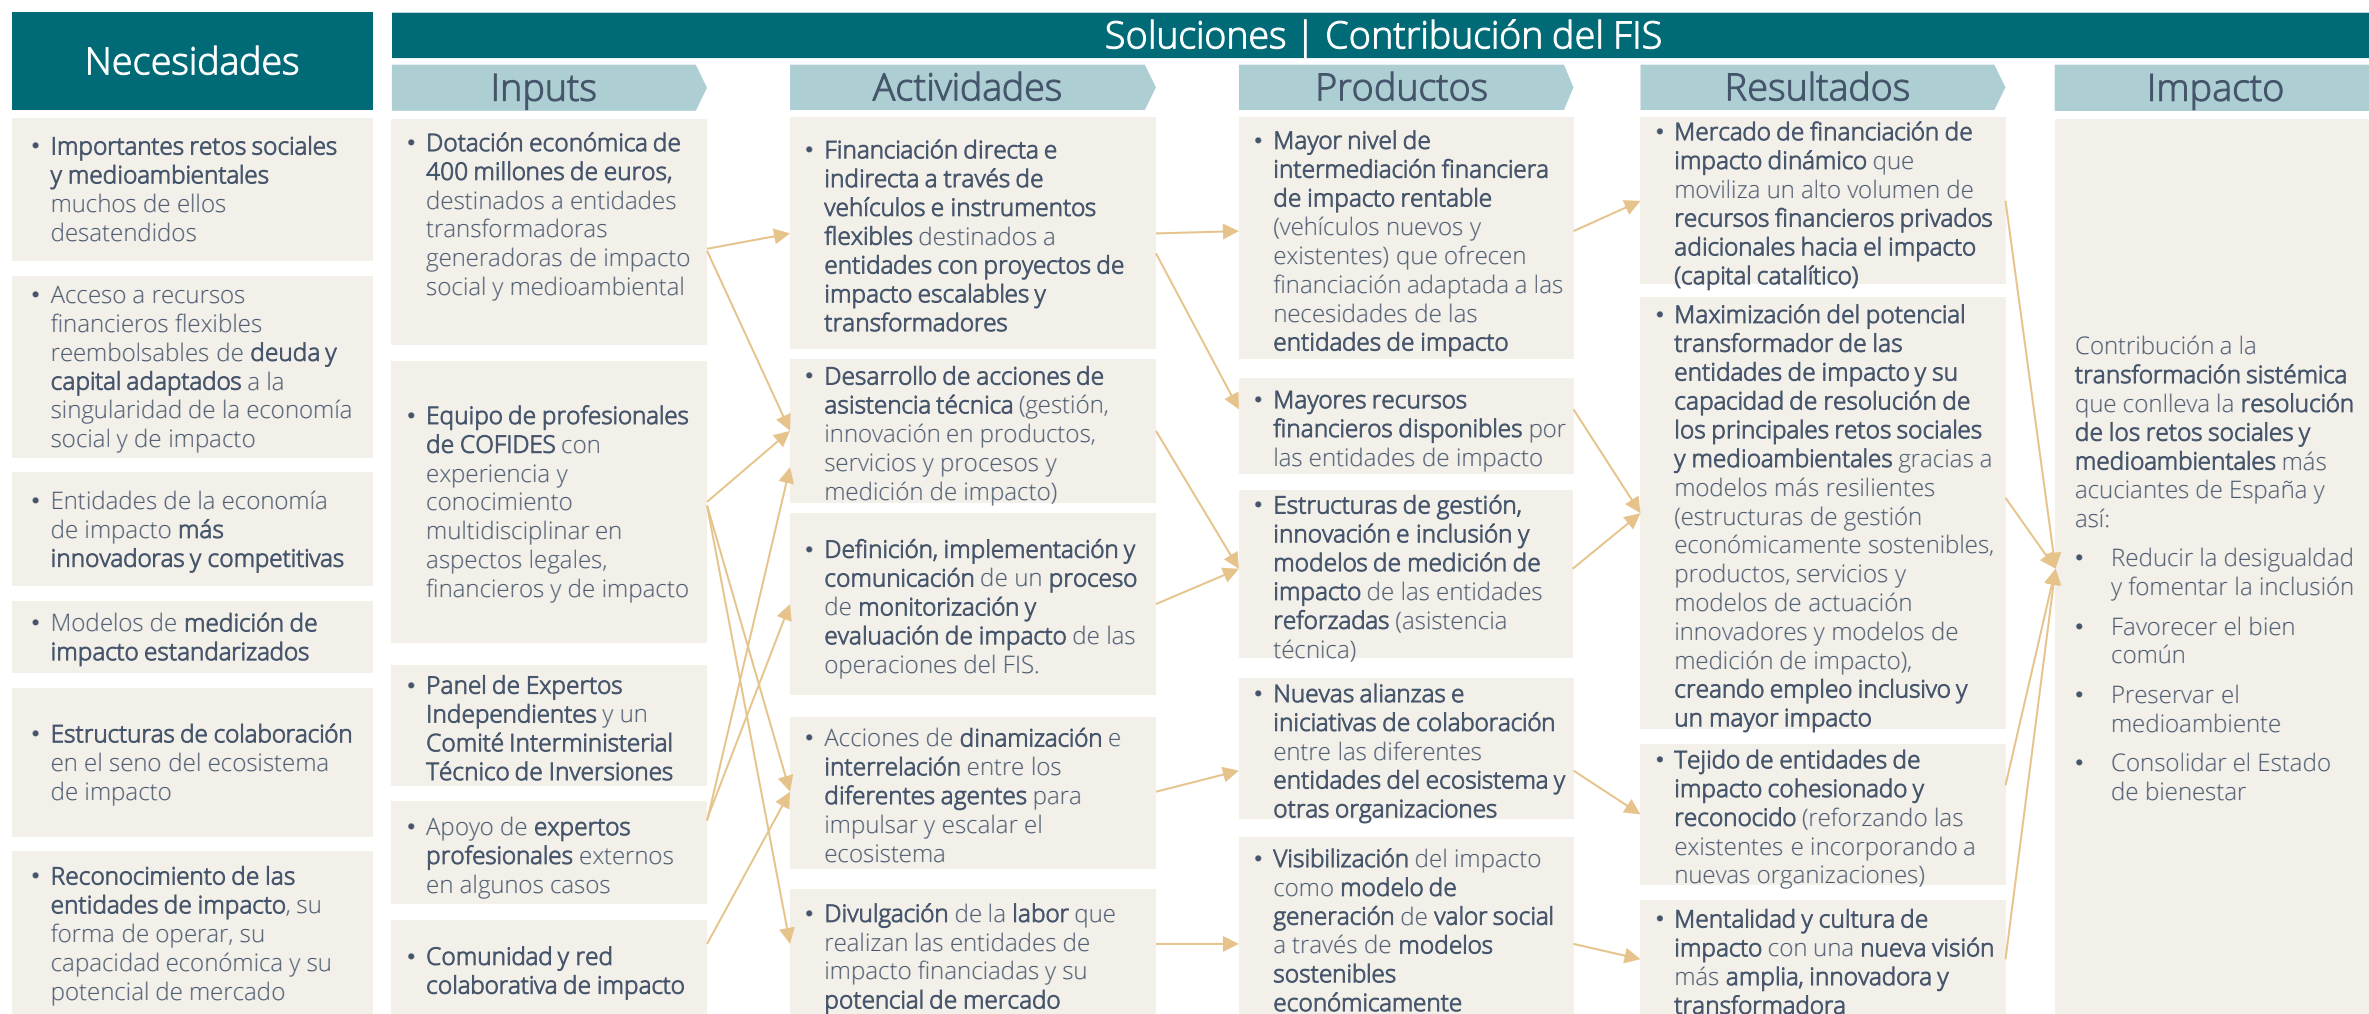 Necesidades
Soluciones | Contribución del FIS
Inputs
Actividades
Productos
Resultados
Impacto
• Importantes retos sociales
y medioambientales
muchos de ellos
desatendidos
• Acceso a recursos
financieros flexibles
reembolsables de deuda y
capital adaptados a la
singularidad de la economía
social y de impacto
• Entidades de la economía
de impacto más
innovadoras y competitivas
• Modelos de medición de
impacto estandarizados
• Estructuras de colaboración
en el seno del ecosistema
de impacto
• Reconocimiento de las
entidades de impacto, su
forma de operar, su
capacidad económica y su
potencial de mercado
• Dotación económica de
400 millones de euros,
destinados a entidades
transformadoras
generadoras de impacto
social y medioambiental
• Equipo de profesionales
de COFIDES con
experiencia y
conocimiento
multidisciplinar en
aspectos legales,
financieros y de impacto
• Panel de Expertos
Independientes y un
Comité Interministerial
Técnico de Inversiones
• Apoyo de expertos
profesionales externos
en algunos casos
• Comunidad y red
colaborativa de impacto
• Financiación directa e
indirecta a través de
vehículos e instrumentos
flexibles destinados a
entidades con proyectos de
impacto escalables y
transformadores
• Desarrollo de acciones de
asistencia técnica (gestión,
innovación en productos,
servicios y procesos y
medición de impacto)
• Definición, implementación y
comunicación de un proceso
de monitorización y
evaluación de impacto de las
operaciones del FIS.
• Acciones de dinamización e
interrelación entre los
diferentes agentes para
impulsar y escalar el
ecosistema
• Divulgación de la labor que
realizan las entidades de
impacto financiadas y su
potencial de mercado
• Mayor nivel de
intermediación financiera
de impacto rentable
(vehículos nuevos y
existentes) que ofrecen
financiación adaptada a las
necesidades de las
entidades de impacto
• Mayores recursos
financieros disponibles por
las entidades de impacto
• Estructuras de gestión,
innovación e inclusión y
modelos de medición de
impacto de las entidades
reforzadas (asistencia
técnica)
• Nuevas alianzas e
iniciativas de colaboración
entre las diferentes
entidades del ecosistema y
otras organizaciones
• Visibilización del impacto
como modelo de
generación de valor social
a través de modelos
sostenibles
económicamente
• Mercado de financiación de
impacto dinámico que
moviliza un alto volumen de
recursos financieros privados
adicionales hacia el impacto
(capital catalítico)
• Maximización del potencial
transformador de las
entidades de impacto y su
capacidad de resolución de
los principales retos sociales
y medioambientales gracias a
modelos más resilientes
(estructuras de gestión
económicamente sostenibles,
productos, servicios y
modelos de actuación
innovadores y modelos de
medición de impacto),
creando empleo inclusivo y
un mayor impacto
• Tejido de entidades de
impacto cohesionado y
reconocido (reforzando las
existentes e incorporando a
nuevas organizaciones)
• Mentalidad y cultura de
impacto con una nueva visión
más amplia, innovadora y
transformadora
Contribución a la
transformación sistémica
que conlleva la resolución
de los retos sociales y
medioambientales más
acuciantes de España y
así:
• Reducir la desigualdad
y fomentar la inclusión
• Favorecer el bien
común
• Preservar el
medioambiente
• Consolidar el Estado
de bienestar